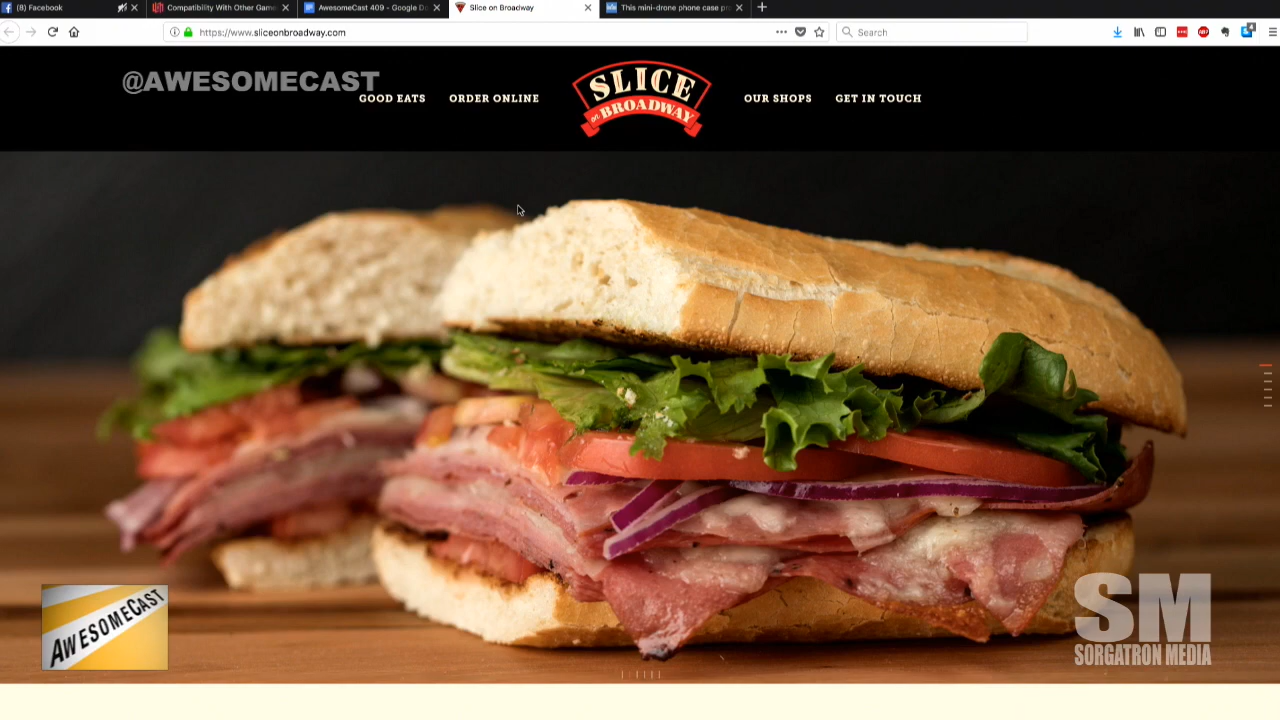 (8) Facebook
Compatibility With Other Game
AwesomeCast 409 - Google D
Slice on Broadway
This mini-drone phone case pr
https://www.sliceonbroadway.com
Search
4
@AWESOMECAST
GOOD EATS
ORDER ONLINE
SLICE
on BROADWAY
OUR SHOPS
GET IN TOUCH
AWESOMECAST
SM
SORGATRON MEDIA